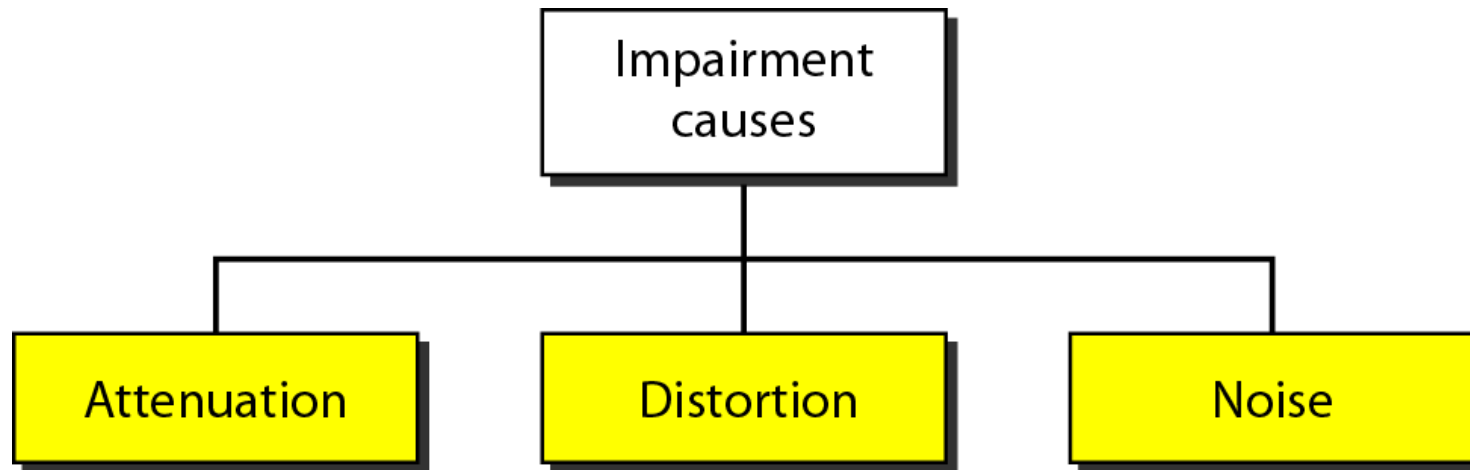 Impairment
causes
Attenuation
Distortion
Noise